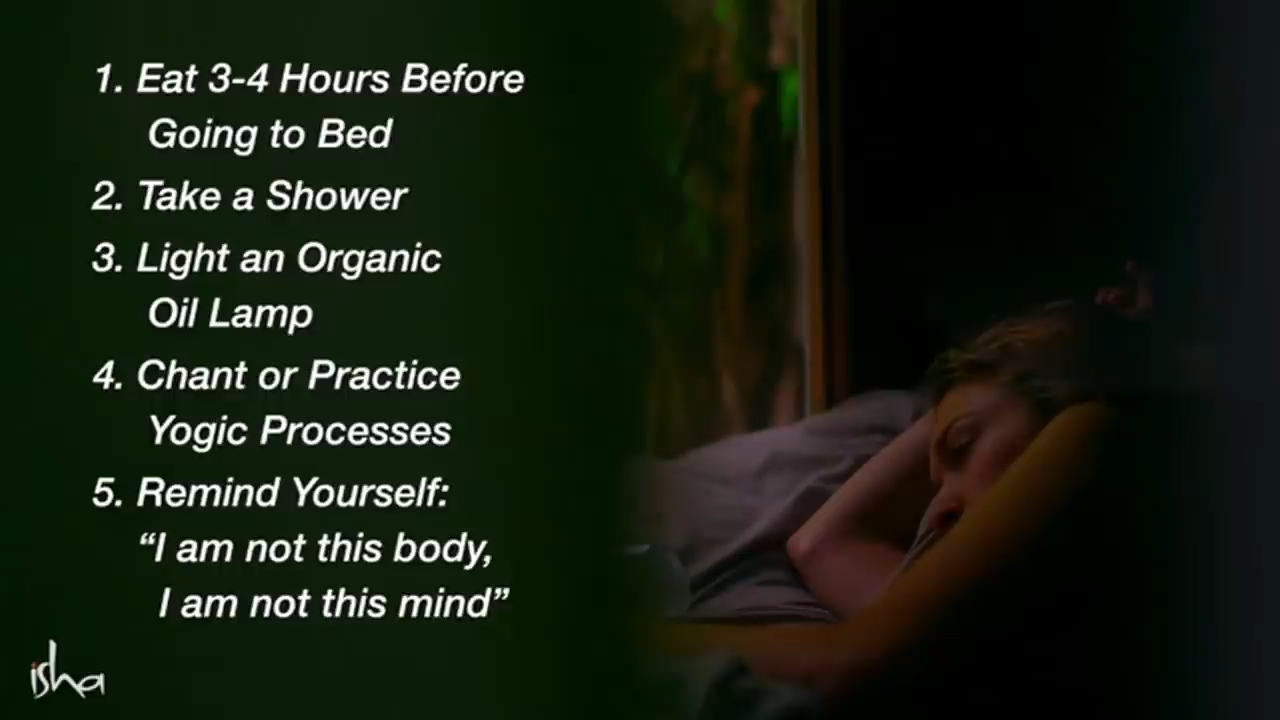 1. Eat 3-4 Hours Before
Going to Bed
2. Take a Shower
3. Light an Organic
Oil Lamp
4. Chant or Practice
Yogic Processes
5. Remind Yourself:
“I am not this body,
I am not this mind”
isha